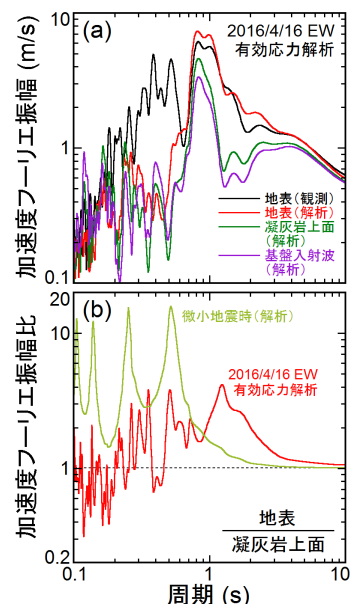 (a)
2016/4/16 EW
有効応力解析
加速度フーリエ振幅 (m/s)
10
1
0.1
地表(観測)
地表(解析)
凝灰岩上面
(解析)
基盤入射波
(解析)
(b)
微小地震時(解析)
2016/4/16 EW
有効応力解析
加速度フーリエ振幅比
20
10
1
0.2
地表
凝灰岩上面
0.1
1
10
周期 (s)